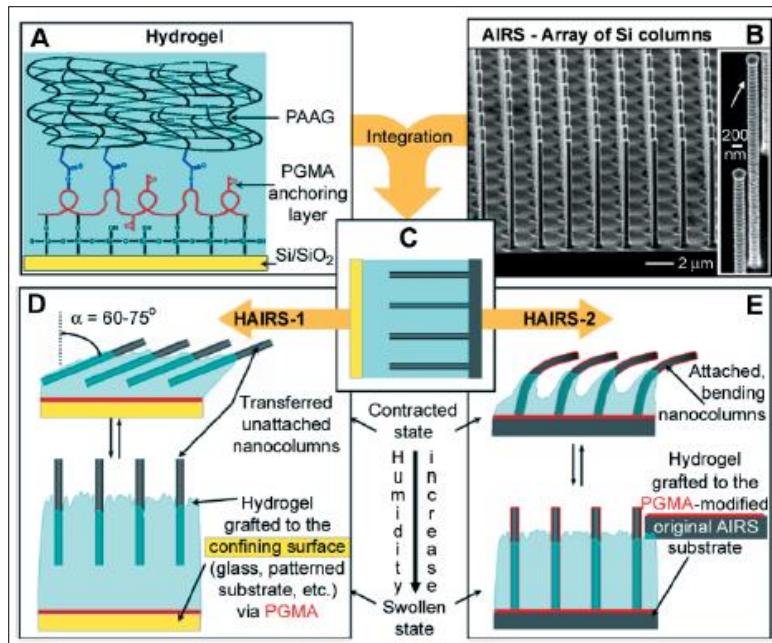 A
Hydrogel
PAAG
PGMA
anchoring
layer
Si/SiO2
Integration
AIRS - Array of Si columns
B
200
nm
2 μm
C
D
HAIRS-1
HAIRS-2
E
α = 60-75°
Transferred
unattached
nanocolumns
Hydrogel
grafted to the
confining surface
(glass, patterned
substrate, etc.)
via PGMA
Contracted
state
Humidity
increase
Swollen
state
Attached,
bending
nanocolumns
Hydrogel
grafted to the
PGMA-modified
original AIRS
substrate